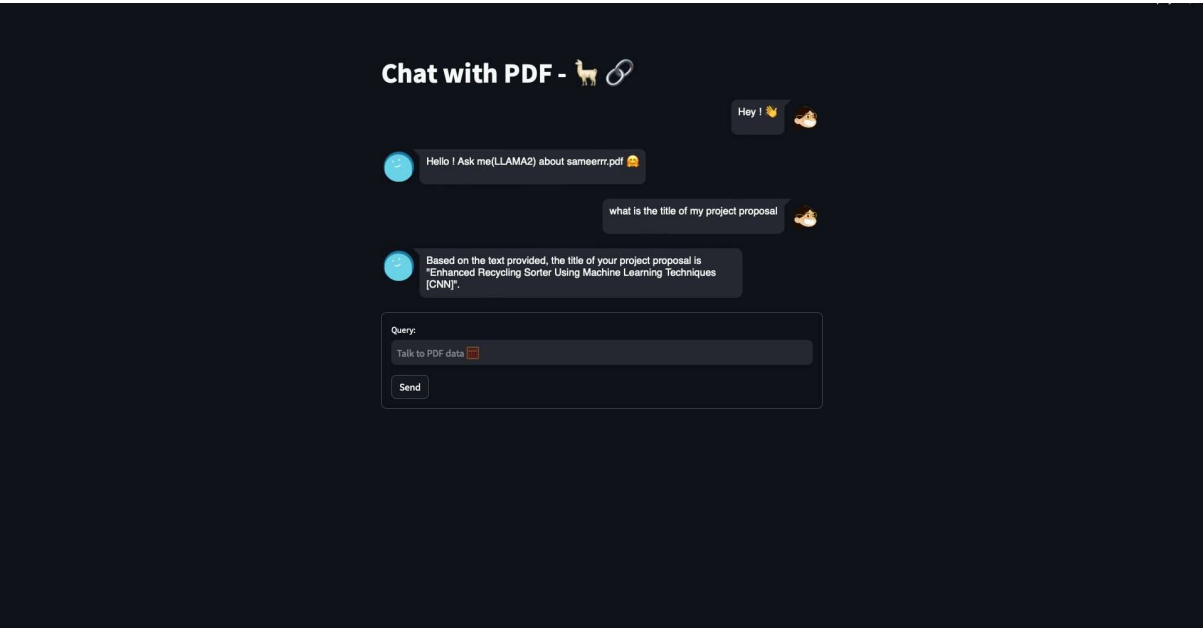 Chat with PDF - 🦙 🔗
Hey ! 👋
Hello ! Ask me(LLAMA2) about sameerrr.pdf 🤗
what is the title of my project proposal
Based on the text provided, the title of your project proposal is
"Enhanced Recycling Sorter Using Machine Learning Techniques
[CNN]".
Query:
Talk to PDF data 🧮
Send